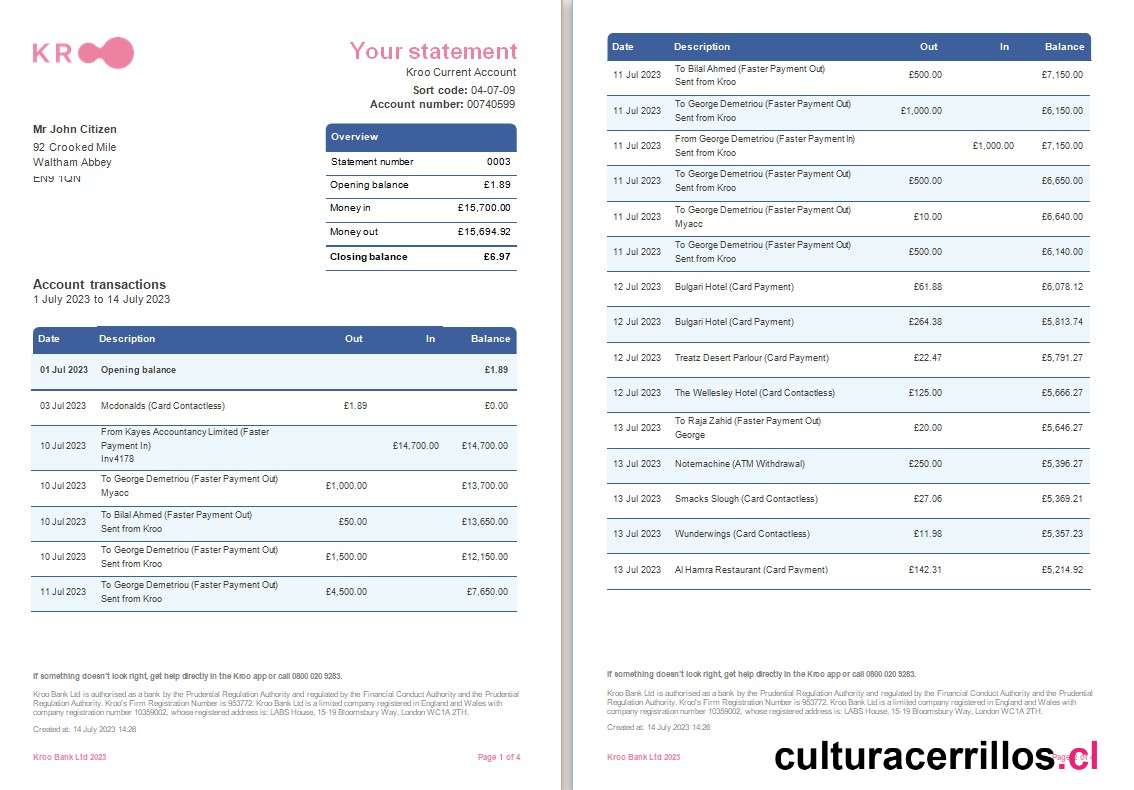 KROO
Your statement
Kroo Current Account
Sort code: 04-07-09
Account number: 00740599
Mr John Citizen
92 Crooked Mile
Waltham Abbey
EN9 1QN
Overview
Statement number 0003
Opening balance £1.89
Money in £15,700.00
Money out £15,694.92
Closing balance £6.97
Account transactions
1 July 2023 to 14 July 2023
Date Description Out In Balance
01 Jul 2023 Opening balance £1.89
03 Jul 2023 Mcdonalds (Card Contactless) £1.89 £0.00
From Kayes Accountancy Limited (Faster
10 Jul 2023 Payment In) £14,700.00 £14,700.00
Inv4178
To George Demetriou (Faster Payment Out)
10 Jul 2023 £1,000.00 £13,700.00
Myacc
To Bilal Ahmed (Faster Payment Out)
10 Jul 2023 £50.00 £13,650.00
Sent from Kroo
To George Demetriou (Faster Payment Out)
10 Jul 2023 £1,500.00 £12,150.00
Sent from Kroo
To George Demetriou (Faster Payment Out)
11 Jul 2023 £4,500.00 £7,650.00
Sent from Kroo
If something doesn't look right, get help directly in the Kroo app or call 0800 020 9283.
Kroo Bank Ltd is authorised as a bank by the Prudential Regulation Authority and regulated by the Financial Conduct Authority and the Prudential
Regulation Authority. Kroo's Firm Registration Number is 953772. Kroo Bank Ltd is a limited company registered in England and Wales with
company registration number 10359002, whose registered address is: LABS House, 15-19 Bloomsbury Way, London WC1A 2TH.
Created at: 14 July 2023 14:26
Kroo Bank Ltd 2023 Page 1 of 4
Date Description Out In Balance
To Bilal Ahmed (Faster Payment Out)
11 Jul 2023 £500.00 £7,150.00
Sent from Kroo
To George Demetriou (Faster Payment Out)
11 Jul 2023 £1,000.00 £6,150.00
Sent from Kroo
From George Demetriou (Faster Payment In)
11 Jul 2023 £1,000.00 £7,150.00
Sent from Kroo
To George Demetriou (Faster Payment Out)
11 Jul 2023 £500.00 £6,650.00
Sent from Kroo
To George Demetriou (Faster Payment Out)
11 Jul 2023 £10.00 £6,640.00
Myacc
To George Demetriou (Faster Payment Out)
11 Jul 2023 £500.00 £6,140.00
Sent from Kroo
12 Jul 2023 Bulgari Hotel (Card Payment) £61.88 £6,078.12
12 Jul 2023 Bulgari Hotel (Card Payment) £264.38 £5,813.74
12 Jul 2023 Treatz Desert Parlour (Card Payment) £22.47 £5,791.27
12 Jul 2023 The Wellesley Hotel (Card Contactless) £125.00 £5,666.27
To Raja Zahid (Faster Payment Out)
13 Jul 2023 £20.00 £5,646.27
George
13 Jul 2023 Notemachine (ATM Withdrawal) £250.00 £5,396.27
13 Jul 2023 Smacks Slough (Card Contactless) £27.06 £5,369.21
13 Jul 2023 Wunderwings (Card Contactless) £11.98 £5,357.23
13 Jul 2023 Al Hamra Restaurant (Card Payment) £142.31 £5,214.92
If something doesn't look right, get help directly in the Kroo app or call 0800 020 9283.
Kroo Bank Ltd is authorised as a bank by the Prudential Regulation Authority and regulated by the Financial Conduct Authority and the Prudential
Regulation Authority. Kroo's Firm Registration Number is 953772. Kroo Bank Ltd is a limited company registered in England and Wales with
company registration number 10359002, whose registered address is: LABS House, 15-19 Bloomsbury Way, London WC1A 2TH.
Created at: 14 July 2023 14:26
Kroo Bank Ltd 2023
culturacerrillos.cl